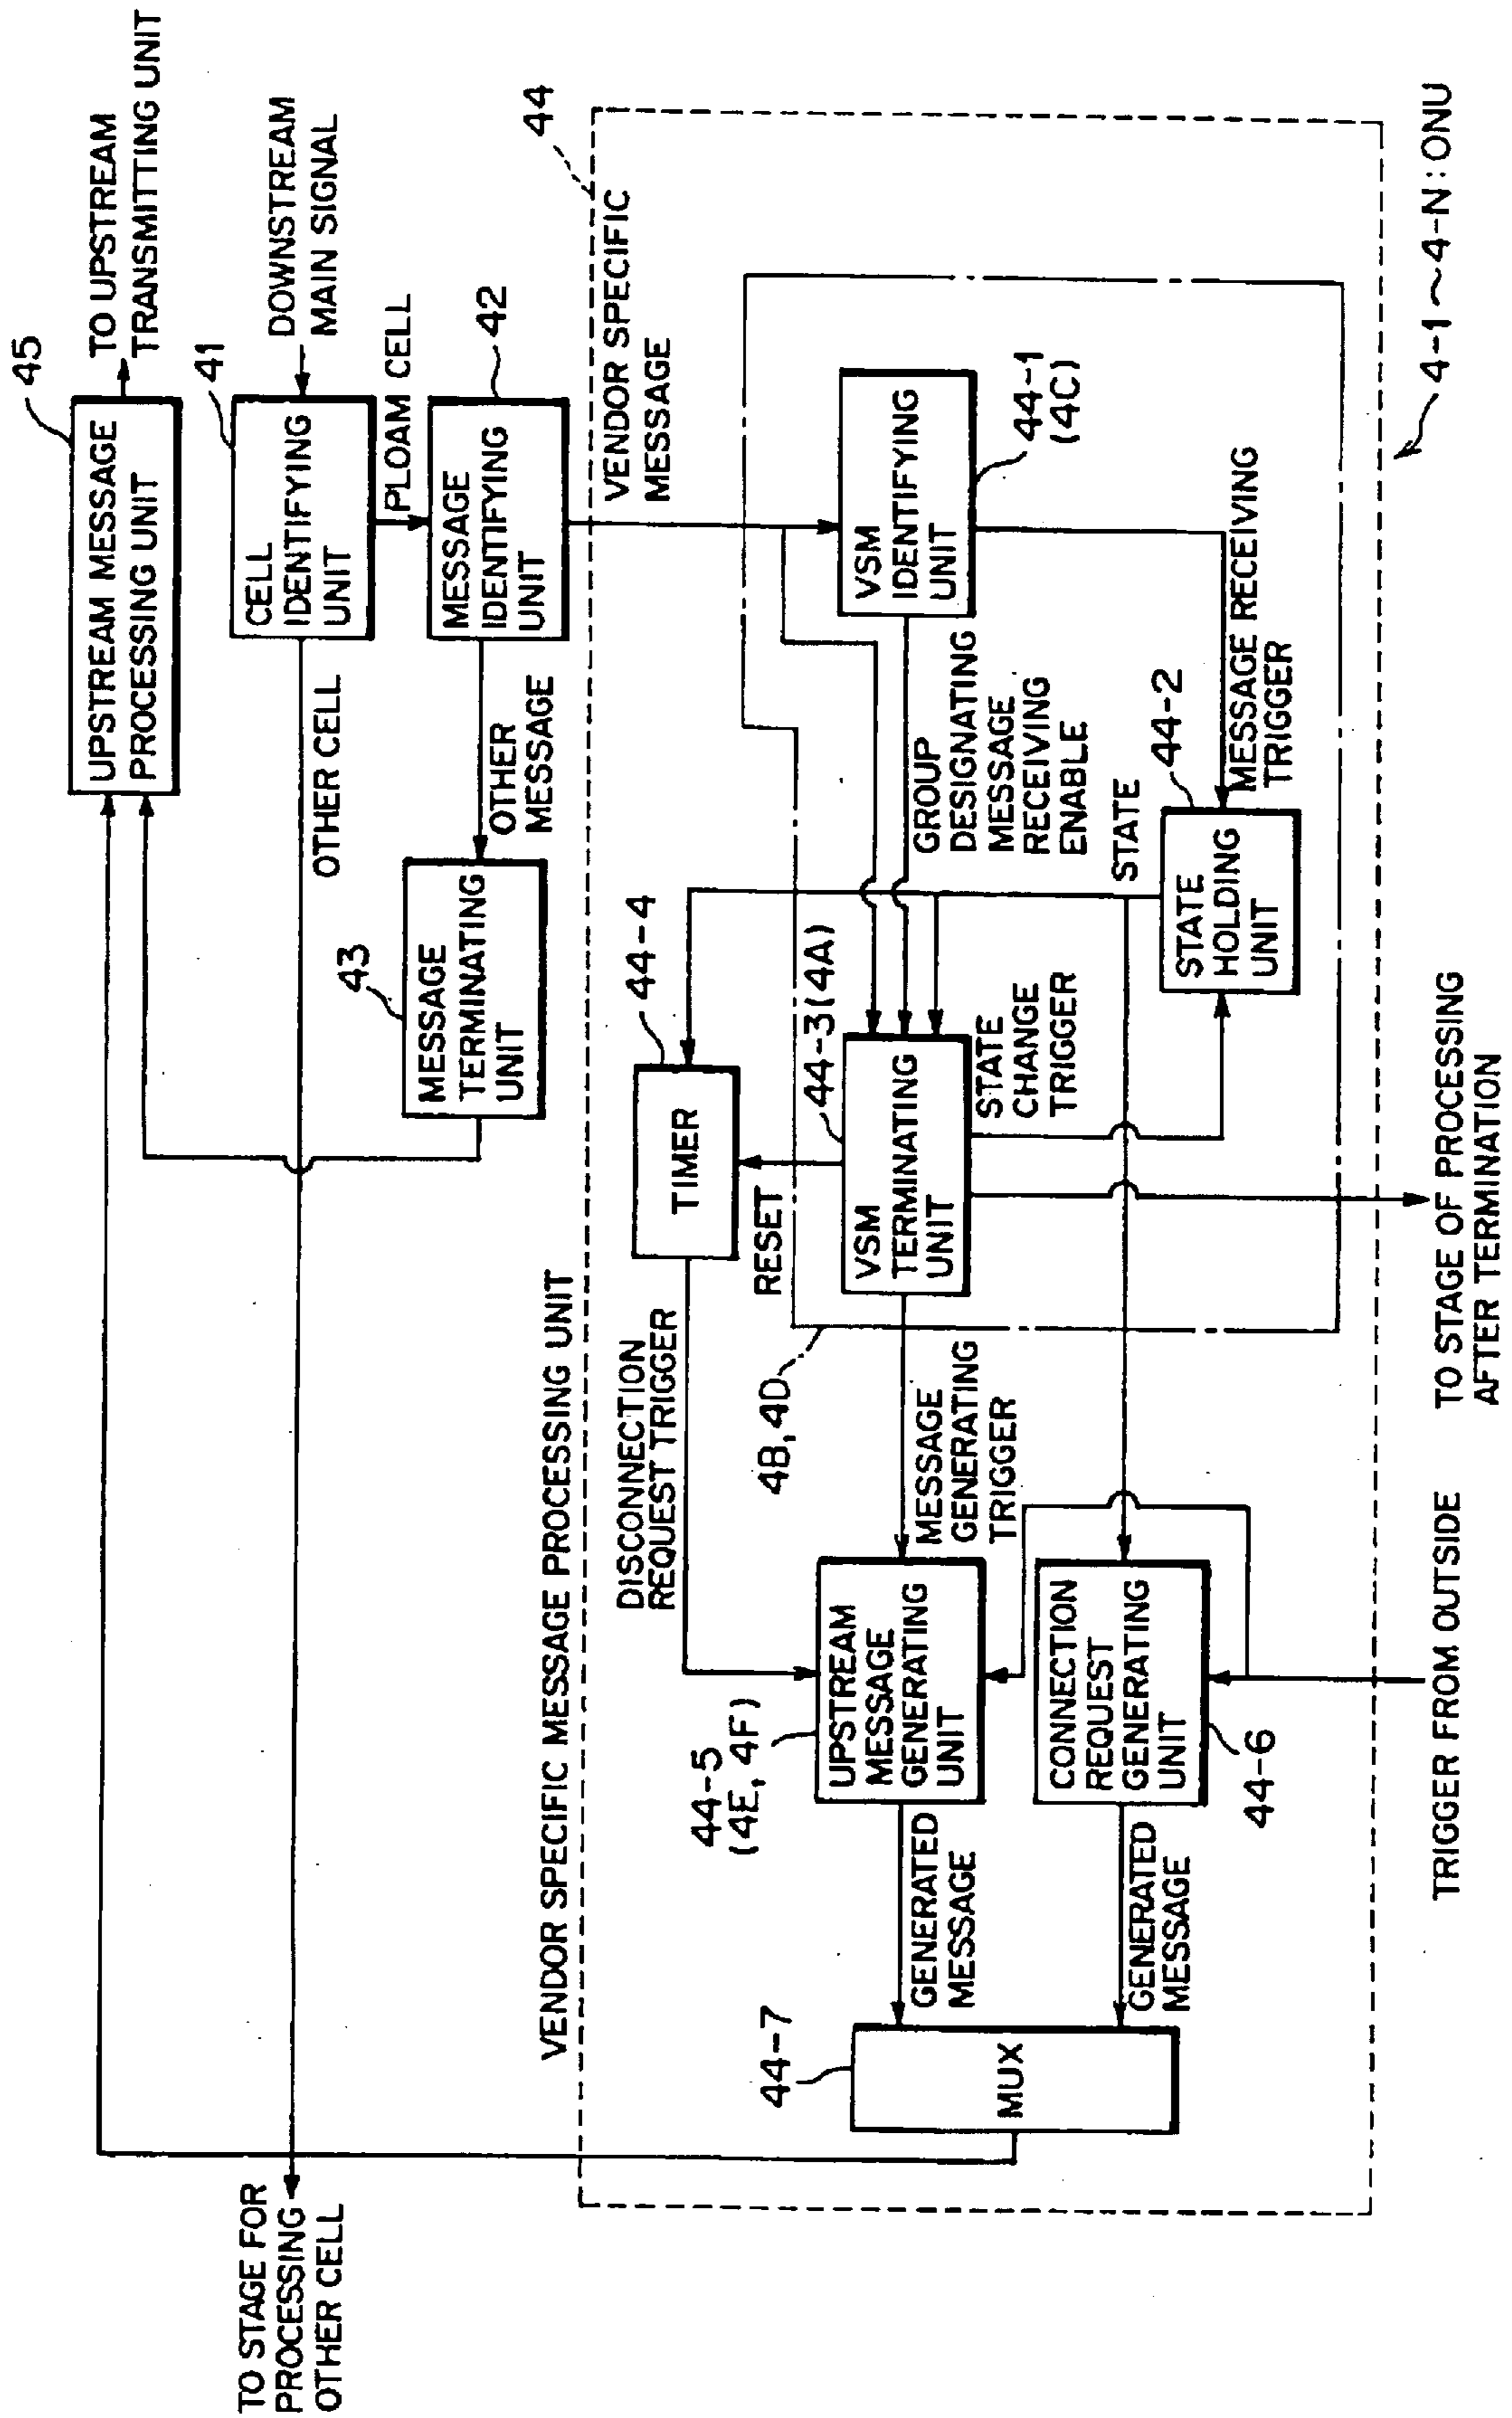 45
UPSTREAM MESSAGE
PROCESSING UNIT
TO UPSTREAM
TRANSMITTING UNIT
41
CELL
IDENTIFYING
UNIT
DOWNSTREAM
MAIN SIGNAL
OTHER CELL
TO STAGE FOR
PROCESSING
OTHER CELL
PLOAM CELL
42
MESSAGE
IDENTIFYING
UNIT
OTHER
MESSAGE
43
MESSAGE
TERMINATING
UNIT
VENDOR SPECIFIC MESSAGE PROCESSING UNIT
44
VENDOR SPECIFIC
MESSAGE
44-4
TIMER
RESET
DISCONNECTION
REQUEST TRIGGER
VSM
IDENTIFYING
UNIT
44-1
(4C)
GROUP
DESIGNATING
MESSAGE
RECEIVING
ENABLE
MESSAGE RECEIVING
TRIGGER
44-2
STATE
STATE
HOLDING
UNIT
44-3(4A)
VSM
TERMINATING
UNIT
STATE
CHANGE
TRIGGER
4B, 4D
MESSAGE
GENERATING
TRIGGER
44-5
(4E, 4F)
UPSTREAM
MESSAGE
GENERATING
UNIT
CONNECTION
REQUEST
GENERATING
UNIT
44-6
GENERATED
MESSAGE
GENERATED
MESSAGE
44-7
MUX
TRIGGER FROM OUTSIDE
TO STAGE OF PROCESSING
AFTER TERMINATION
4-1~4-N:ONU